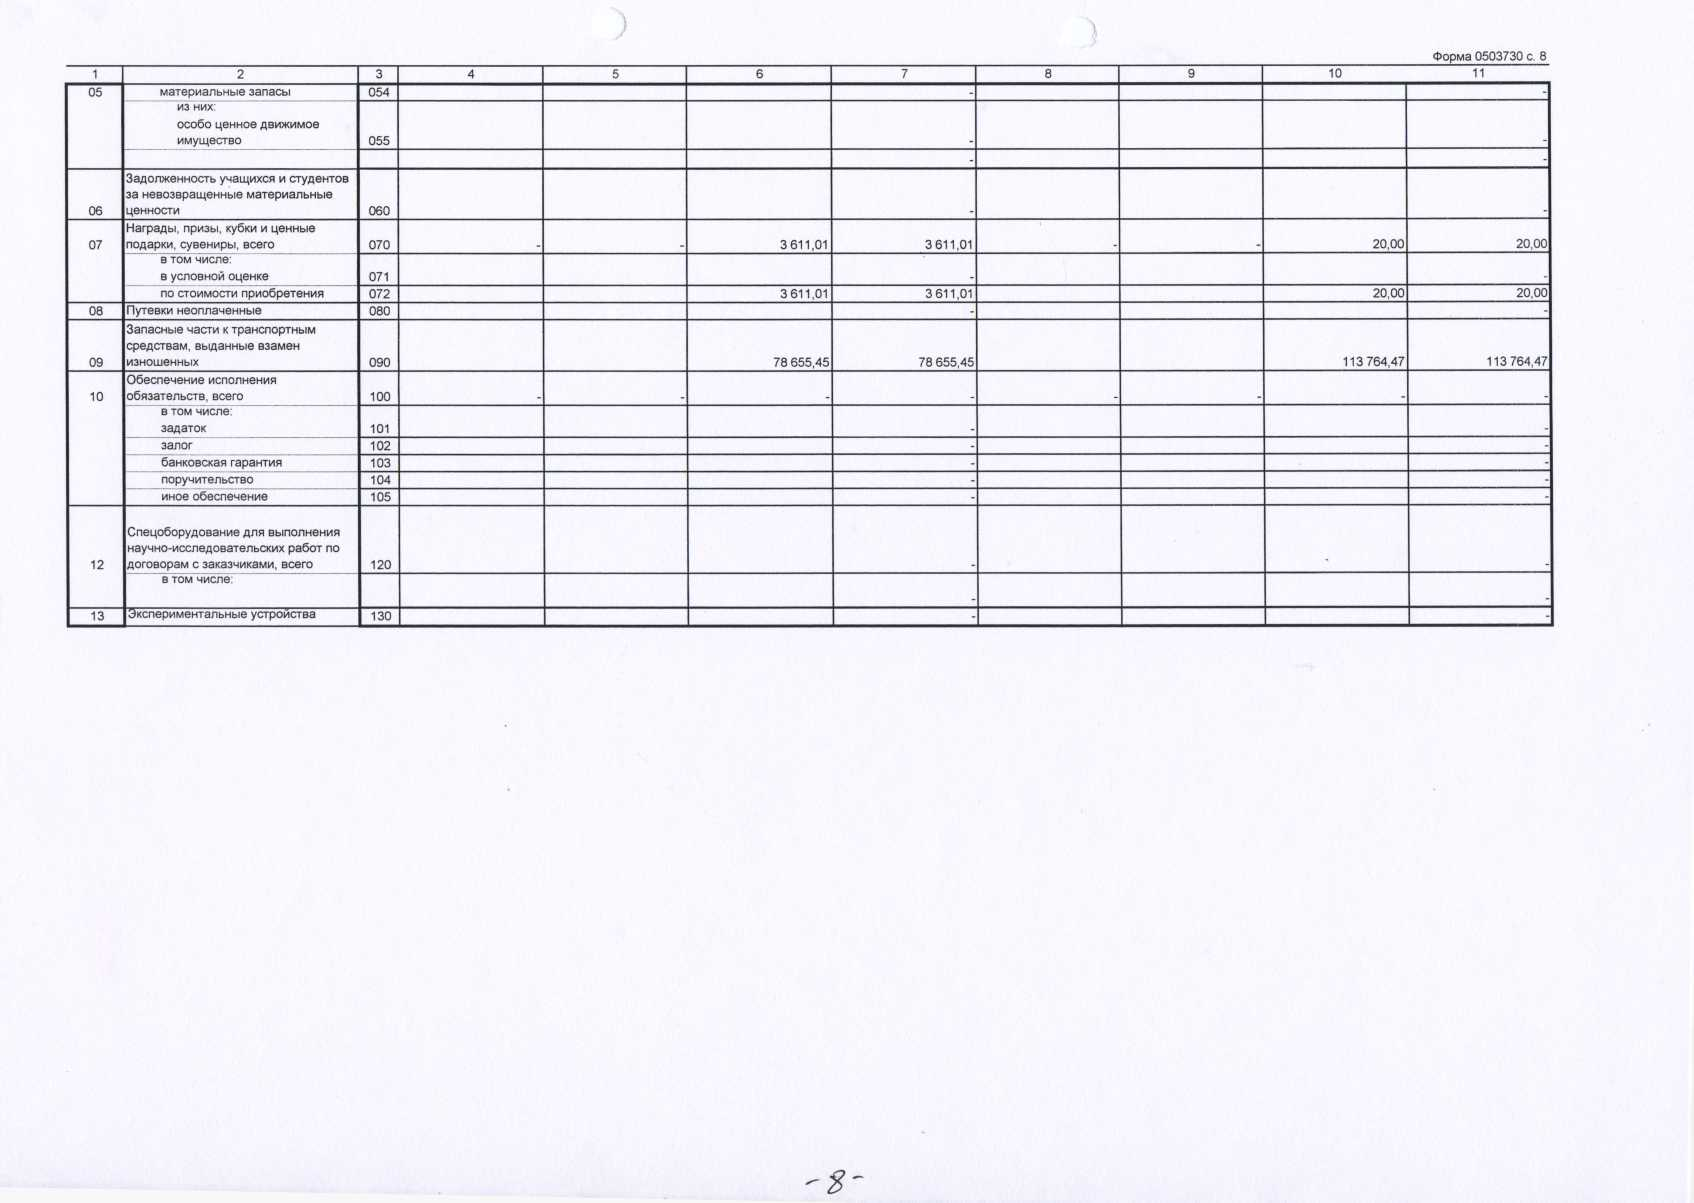 Форма 0503730 с. 8
1 2 3 4 5 6 7 8 9 10 11
05 материальные запасы 054 - -
из них:
особо ценное движимое
имущество 055 - -
- -
Задолженность учащихся и студентов
за невозвращенные материальные
06 ценности 060 - -
Награды, призы, кубки и ценные
07 подарки, сувениры, всего 070 - - 3 611,01 3 611,01 - - 20,00 20,00
в том числе:
в условной оценке 071 - -
по стоимости приобретения 072 3 611,01 3 611,01 20,00 20,00
08 Путевки неоплаченные 080 - -
Запасные части к транспортным
средствам, выданные взамен
09 изношенных 090 78 655,45 78 655,45 113 764,47 113 764,47
Обеспечение исполнения
10 обязательств, всего 100 - - - - - - - -
в том числе:
задаток 101 - -
залог 102 - -
банковская гарантия 103 - -
поручительство 104 - -
иное обеспечение 105 - -
Спецоборудование для выполнения
научно-исследовательских работ по
12 договорам с заказчиками, всего 120 - -
в том числе:
- -
13 Экспериментальные устройства 130 - -
-8-